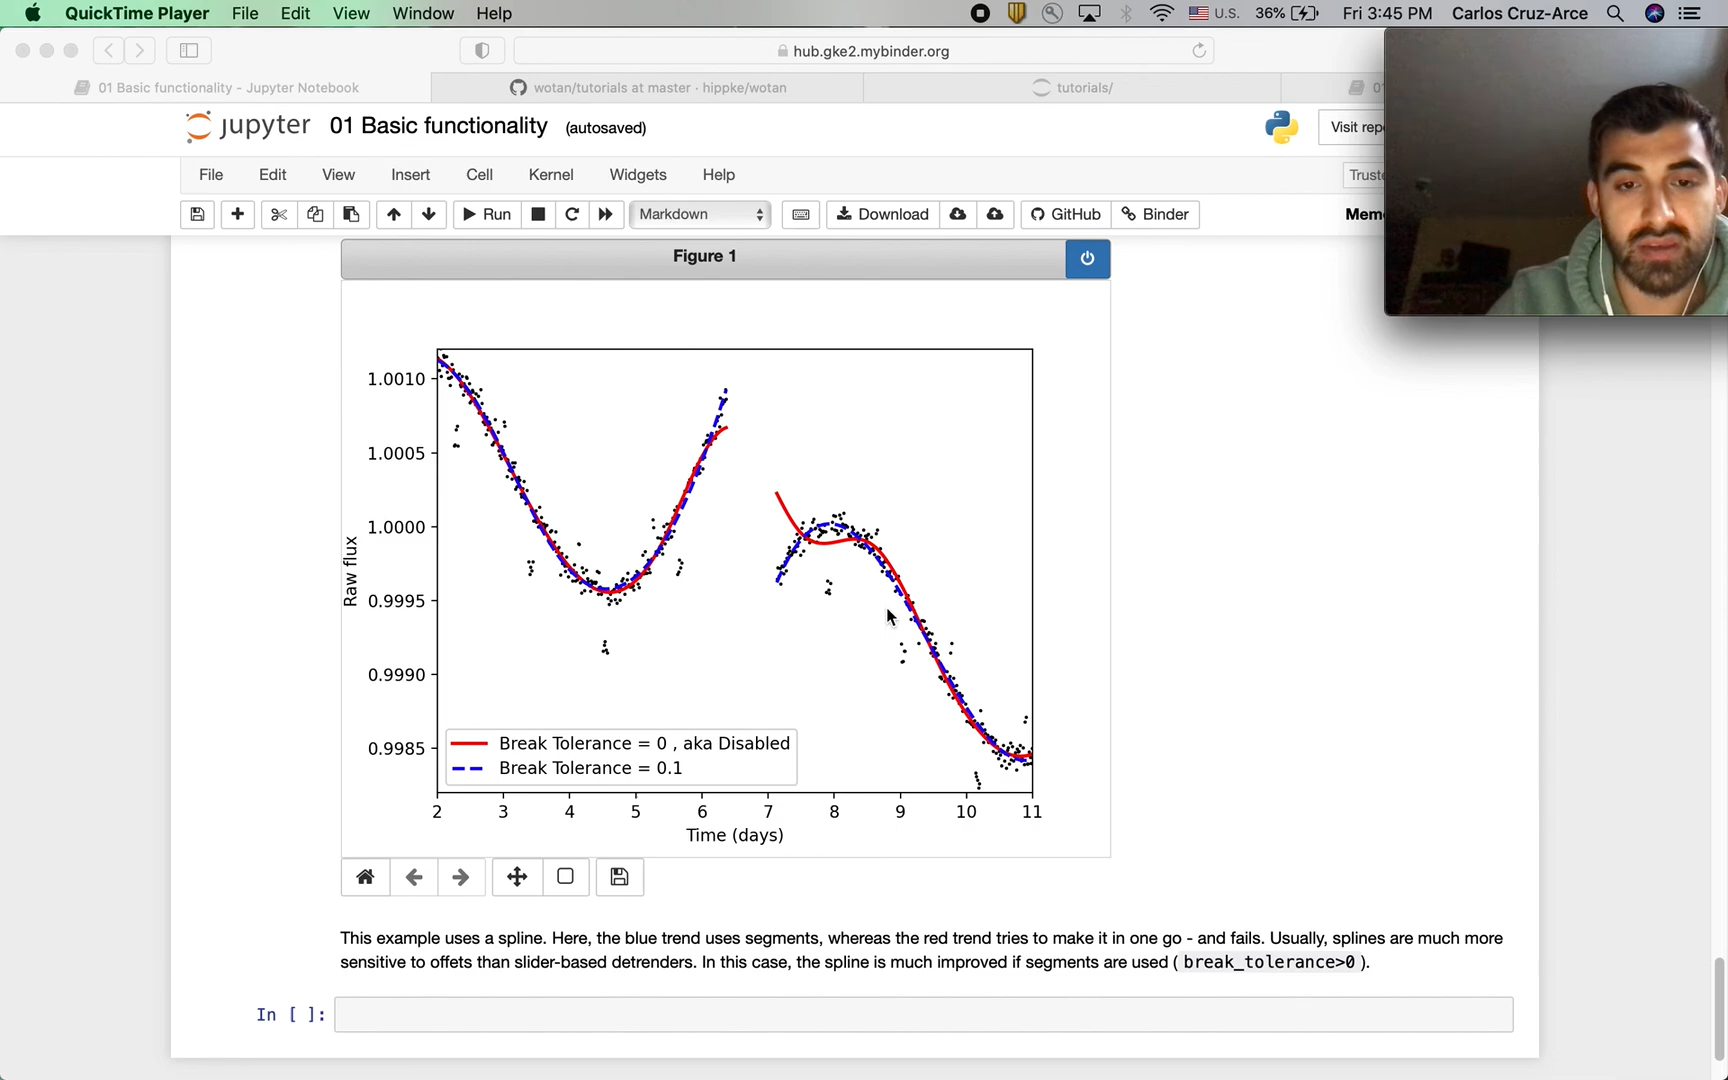 QuickTime Player File Edit View Window Help U.S. 36% Fri 3:45 PM Carlos Cruz-Arce
hub.gke2.mybinder.org
01 Basic functionality - Jupyter Notebook wotan/tutorials at master · hippke/wotan tutorials/ 01
jupyter 01 Basic functionality (autosaved) Visit repo
File Edit View Insert Cell Kernel Widgets Help Truste
Run Markdown Download GitHub Binder Mem
Figure 1
1.0010
1.0005
1.0000
0.9995
0.9990
0.9985
Raw flux
Break Tolerance = 0 , aka Disabled
Break Tolerance = 0.1
2 3 4 5 6 7 8 9 10 11
Time (days)
This example uses a spline. Here, the blue trend uses segments, whereas the red trend tries to make it in one go - and fails. Usually, splines are much more
sensitive to offets than slider-based detrenders. In this case, the spline is much improved if segments are used ( break_tolerance>0 ).
In [ ]: